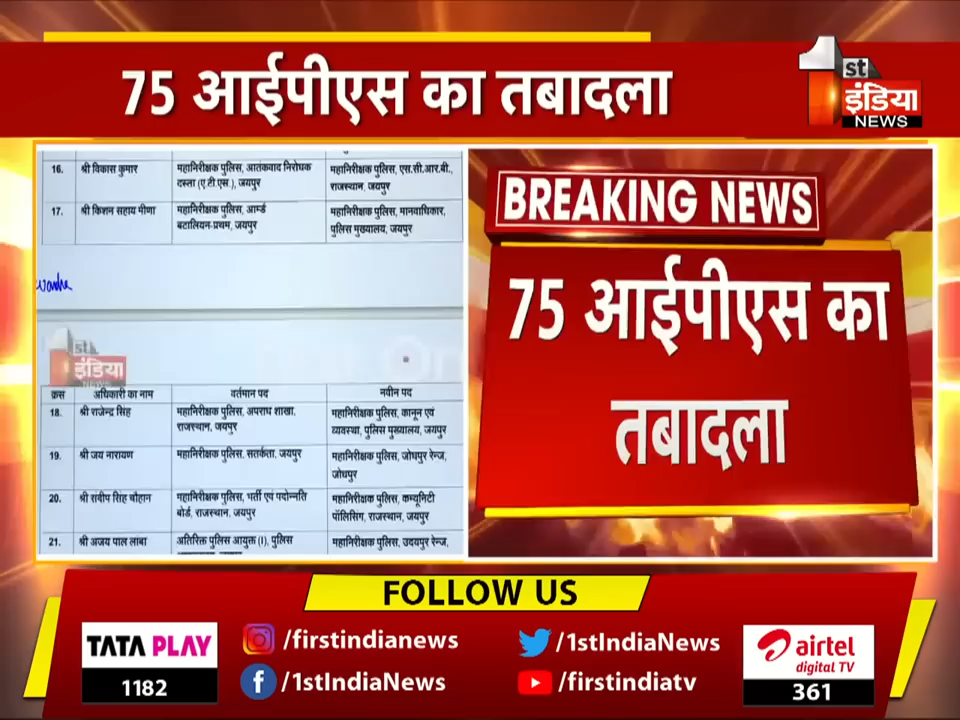 75 आईपीएस का तबादला
1st
इंडिया
NEWS
16. श्री विकास कुमार महानिरीक्षक पुलिस, आतंकवाद निरोधक महानिरीक्षक पुलिस, एस.सी.आर.बी.,
दस्ता (ए.टी.एस.), जयपुर राजस्थान, जयपुर
17. श्री किशन सहाय मीणा महानिरीक्षक पुलिस, आर्म्ड महानिरीक्षक पुलिस, मानवाधिकार,
बटालियन-प्रथम, जयपुर पुलिस मुख्यालय, जयपुर
1st
इंडिया
NEWS
क्रस अधिकारी का नाम वर्तमान पद नवीन पद
18. श्री राजेन्द्र सिंह महानिरीक्षक पुलिस, अपराध शाखा, महानिरीक्षक पुलिस, कानून एवं
राजस्थान, जयपुर व्यवस्था, पुलिस मुख्यालय, जयपुर
19. श्री जय नारायण महानिरीक्षक पुलिस, सतर्कता, जयपुर महानिरीक्षक पुलिस, जोधपुर रेन्ज,
जोधपुर
20. श्री संदीप सिंह चौहान महानिरीक्षक पुलिस, भर्ती एवं पदोन्नति महानिरीक्षक पुलिस, कम्यूनिटी
बोर्ड, राजस्थान, जयपुर पॉलिसिंग, राजस्थान, जयपुर
21. श्री अजय पाल लाबा अतिरिक्त पुलिस आयुक्त (I), पुलिस महानिरीक्षक पुलिस, उदयपुर रेन्ज,
BREAKING NEWS
75 आईपीएस का
तबादला
FOLLOW US
TATA PLAY
1182
/firstindianews
/1stIndiaNews
/1stIndiaNews
/firstindiatv
airtel
digital TV
361